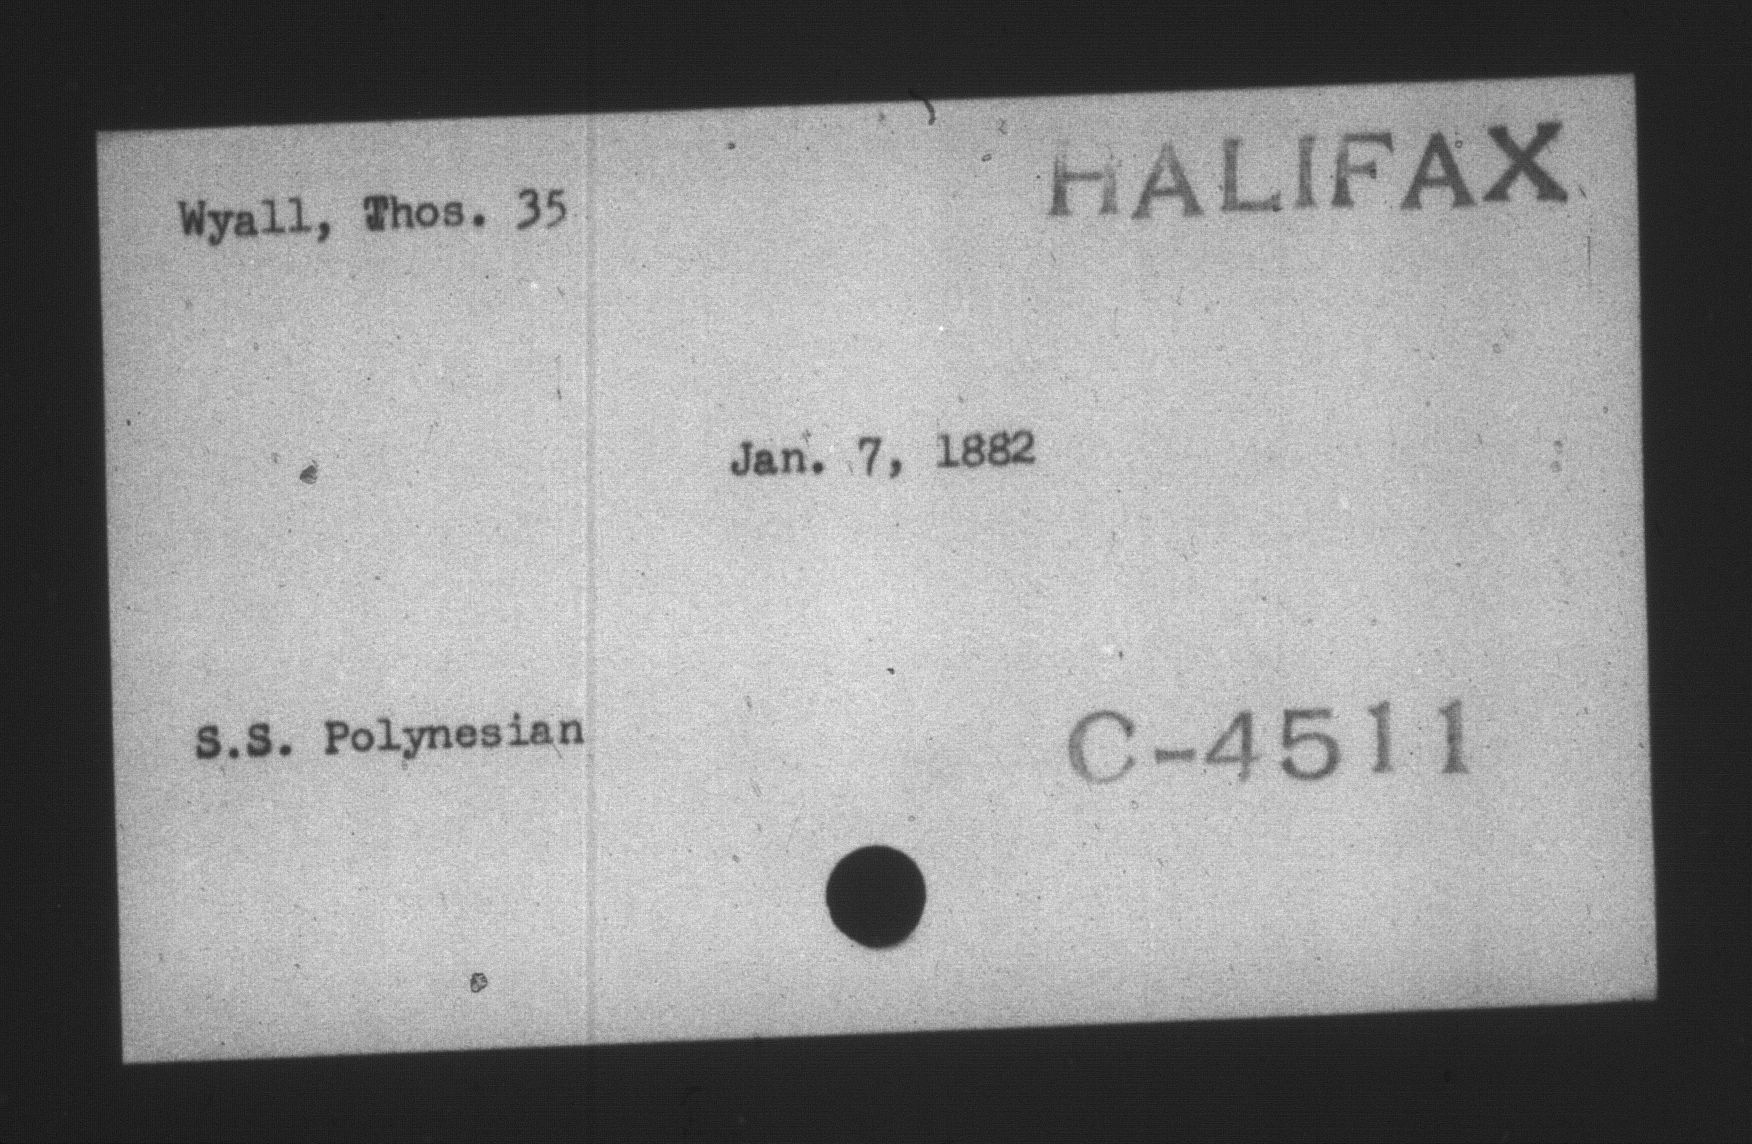 Wyall, Thos. 35
HALIFAX
Jan. 7, 1882
S.S. Polynesian
C-4511